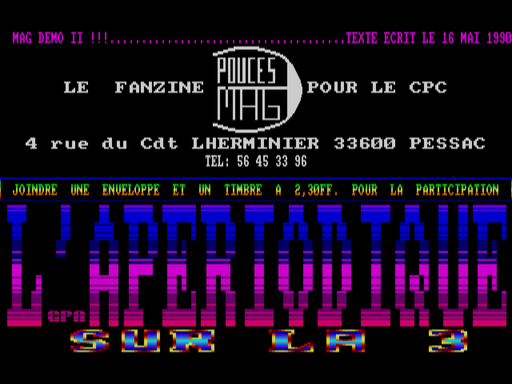 MAG DEMO II !!!...................................TEXTE ECRIT LE 16 MAI 1990
LE FANZINE POUCES MAG POUR LE CPC
4 rue du Cdt LHERMINIER 33600 PESSAC
TEL: 56 45 33 96
JOINDRE UNE ENVELOPPE ET UN TIMBRE A 2,30FF. POUR LA PARTICIPATION
L'APERIODIQUE
GPA
SUR LA 3